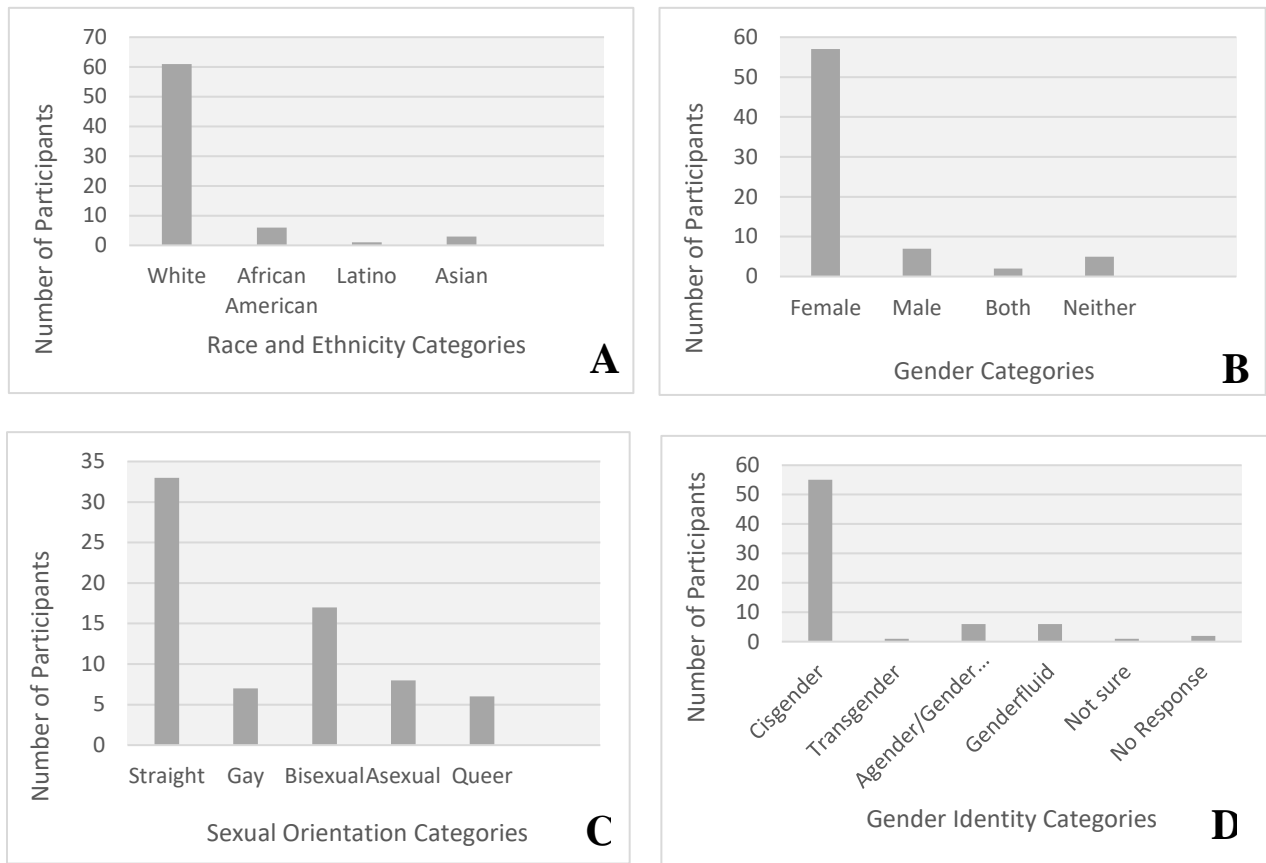 70
60
50
40
30
20
10
0
Number of Participants
White
African
American
Latino
Asian
Race and Ethnicity Categories
A
60
50
40
30
20
10
0
Number of Participants
Female
Male
Both
Neither
Gender Categories
B
35
30
25
20
15
10
5
0
Number of Participants
Straight
Gay
Bisexual
Asexual
Queer
Sexual Orientation Categories
C
60
50
40
30
20
10
0
Number of Participants
Cisgender
Transgender
Agender/Gender...
Genderfluid
Not sure
No Response
Gender Identity Categories
D